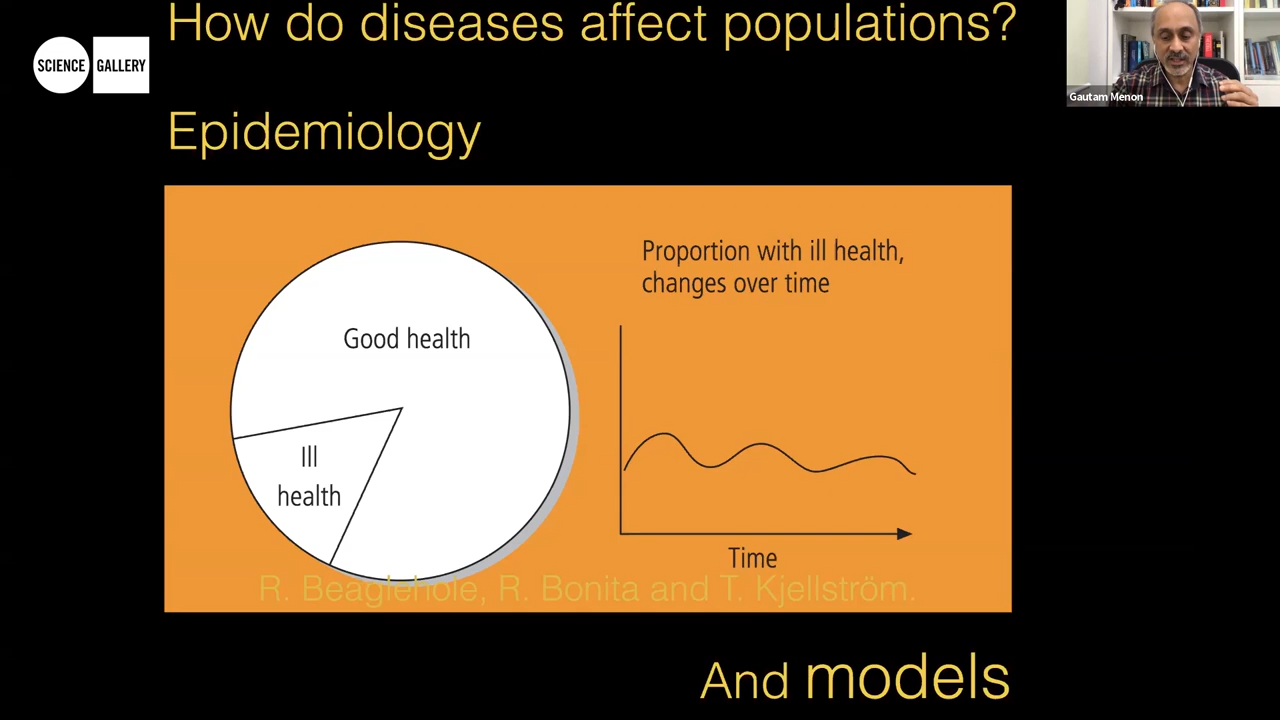 How do diseases affect populations?
SCIENCE GALLERY
Gautam Menon
Epidemiology
Proportion with ill health,
changes over time
Good health
Ill
health
Time
R. Beaglehole, R. Bonita and T. Kjellström.
And models